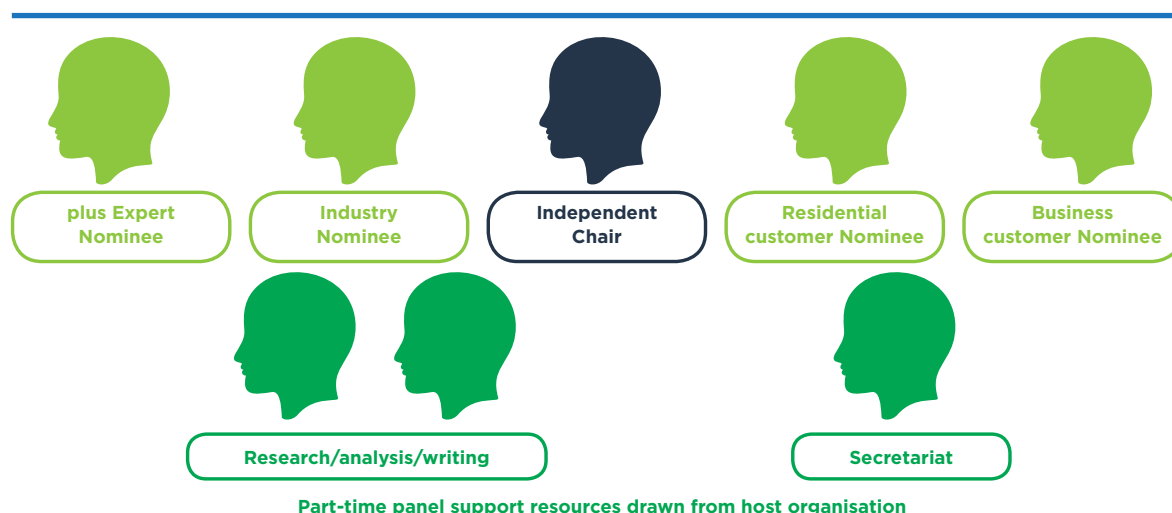 plus Expert
Nominee
Industry
Nominee
Independent
Chair
Residential
customer Nominee
Business
customer Nominee
Research/analysis/writing
Secretariat
Part-time panel support resources drawn from host organisation